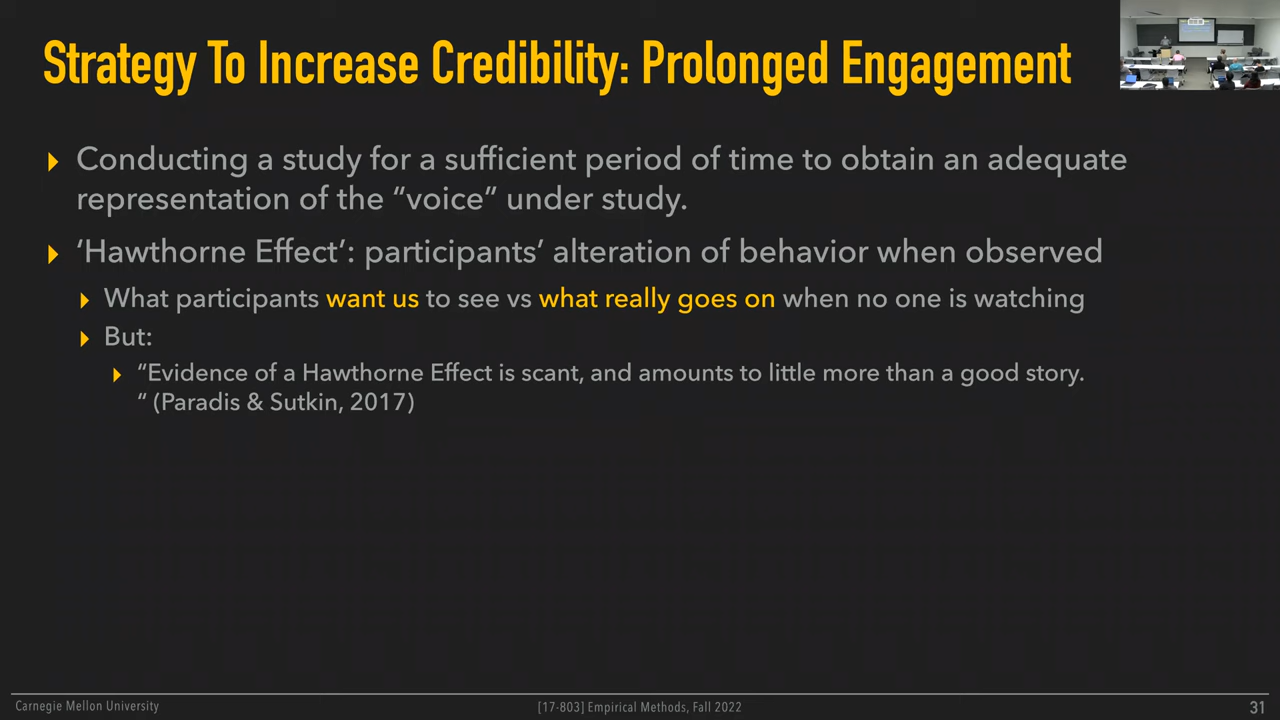 Strategy To Increase Credibility: Prolonged Engagement
Conducting a study for a sufficient period of time to obtain an adequate
representation of the “voice” under study.
‘Hawthorne Effect’: participants’ alteration of behavior when observed
What participants want us to see vs what really goes on when no one is watching
But:
“Evidence of a Hawthorne Effect is scant, and amounts to little more than a good story.
“ (Paradis & Sutkin, 2017)
Carnegie Mellon University
[17-803] Empirical Methods, Fall 2022
31